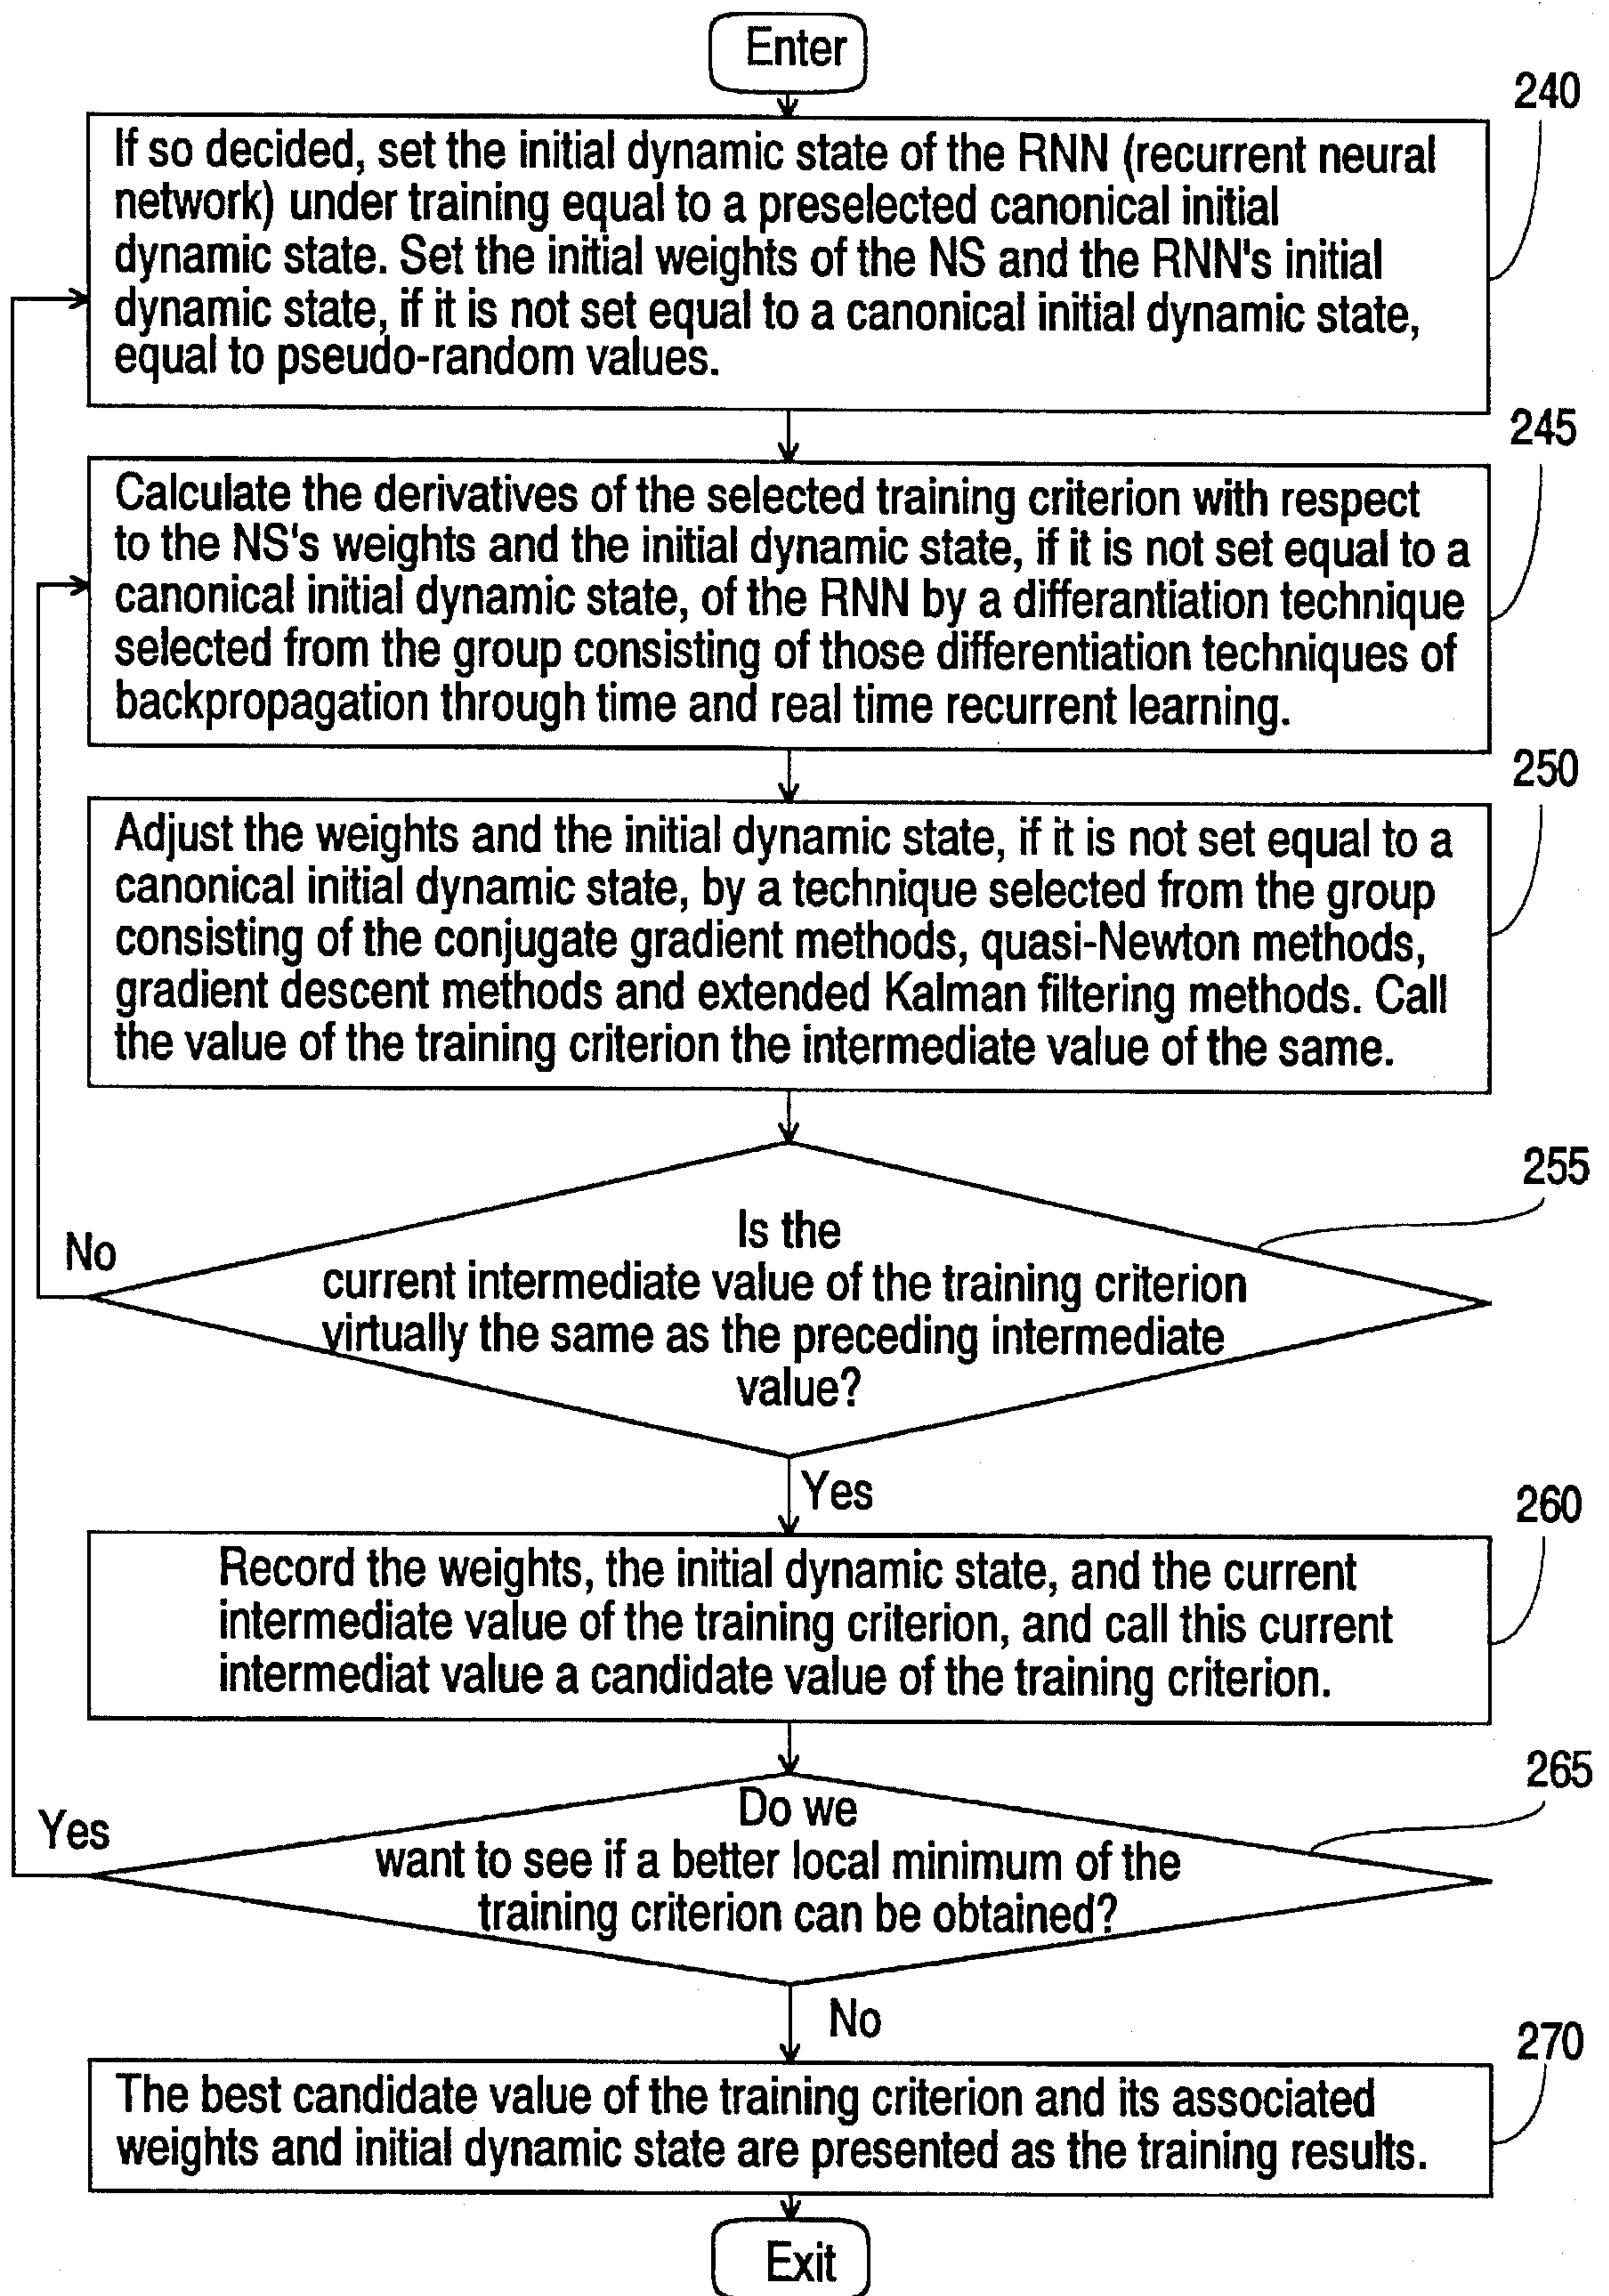 Enter
240
If so decided, set the initial dynamic state of the RNN (recurrent neural
network) under training equal to a preselected canonical initial
dynamic state. Set the initial weights of the NS and the RNN's initial
dynamic state, if it is not set equal to a canonical initial dynamic state,
equal to pseudo-random values.
245
Calculate the derivatives of the selected training criterion with respect
to the NS's weights and the initial dynamic state, if it is not set equal to a
canonical initial dynamic state, of the RNN by a differantiation technique
selected from the group consisting of those differentiation techniques of
backpropagation through time and real time recurrent learning.
250
Adjust the weights and the initial dynamic state, if it is not set equal to a
canonical initial dynamic state, by a technique selected from the group
consisting of the conjugate gradient methods, quasi-Newton methods,
gradient descent methods and extended Kalman filtering methods. Call
the value of the training criterion the intermediate value of the same.
255
No
Is the
current intermediate value of the training criterion
virtually the same as the preceding intermediate
value?
Yes
260
Record the weights, the initial dynamic state, and the current
intermediate value of the training criterion, and call this current
intermediat value a candidate value of the training criterion.
265
Yes
Do we
want to see if a better local minimum of the
training criterion can be obtained?
No
270
The best candidate value of the training criterion and its associated
weights and initial dynamic state are presented as the training results.
Exit